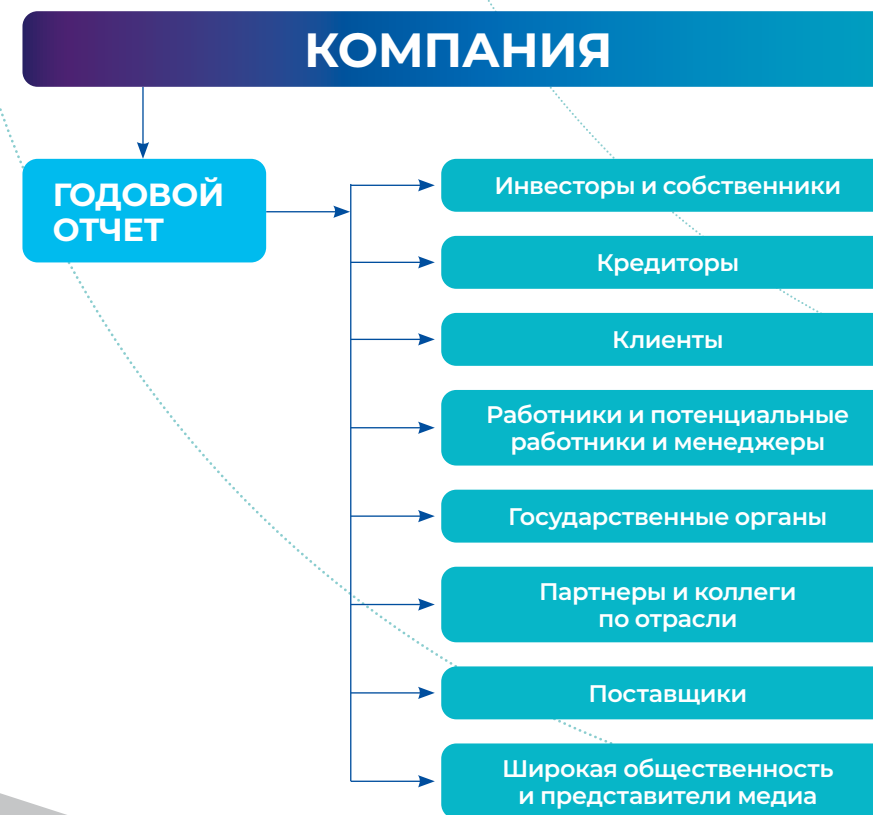 КОМПАНИЯ
ГОДОВОЙ
ОТЧЕТ
Инвесторы и собственники
Кредиторы
Клиенты
Работники и потенциальные
работники и менеджеры
Государственные органы
Партнеры и коллеги
по отрасли
Поставщики
Широкая общественность
и представители медиа